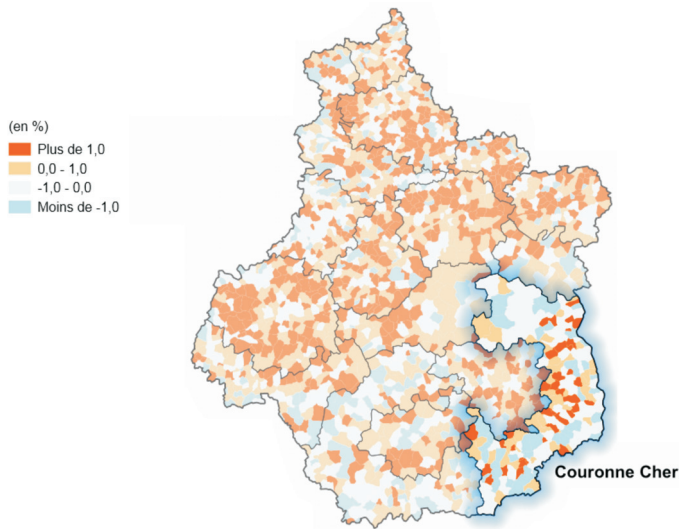 (en %)
Plus de 1,0
0,0 - 1,0
-1,0 - 0,0
Moins de -1,0
Couronne Cher